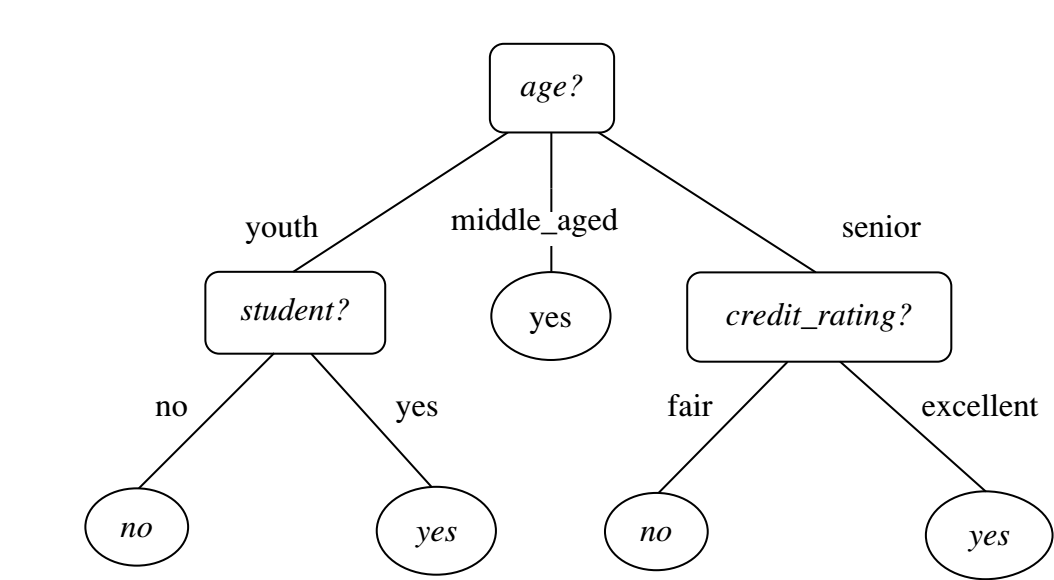 age?
youth
middle_aged
senior
student?
yes
credit_rating?
no
yes
fair
excellent
no
yes
no
yes